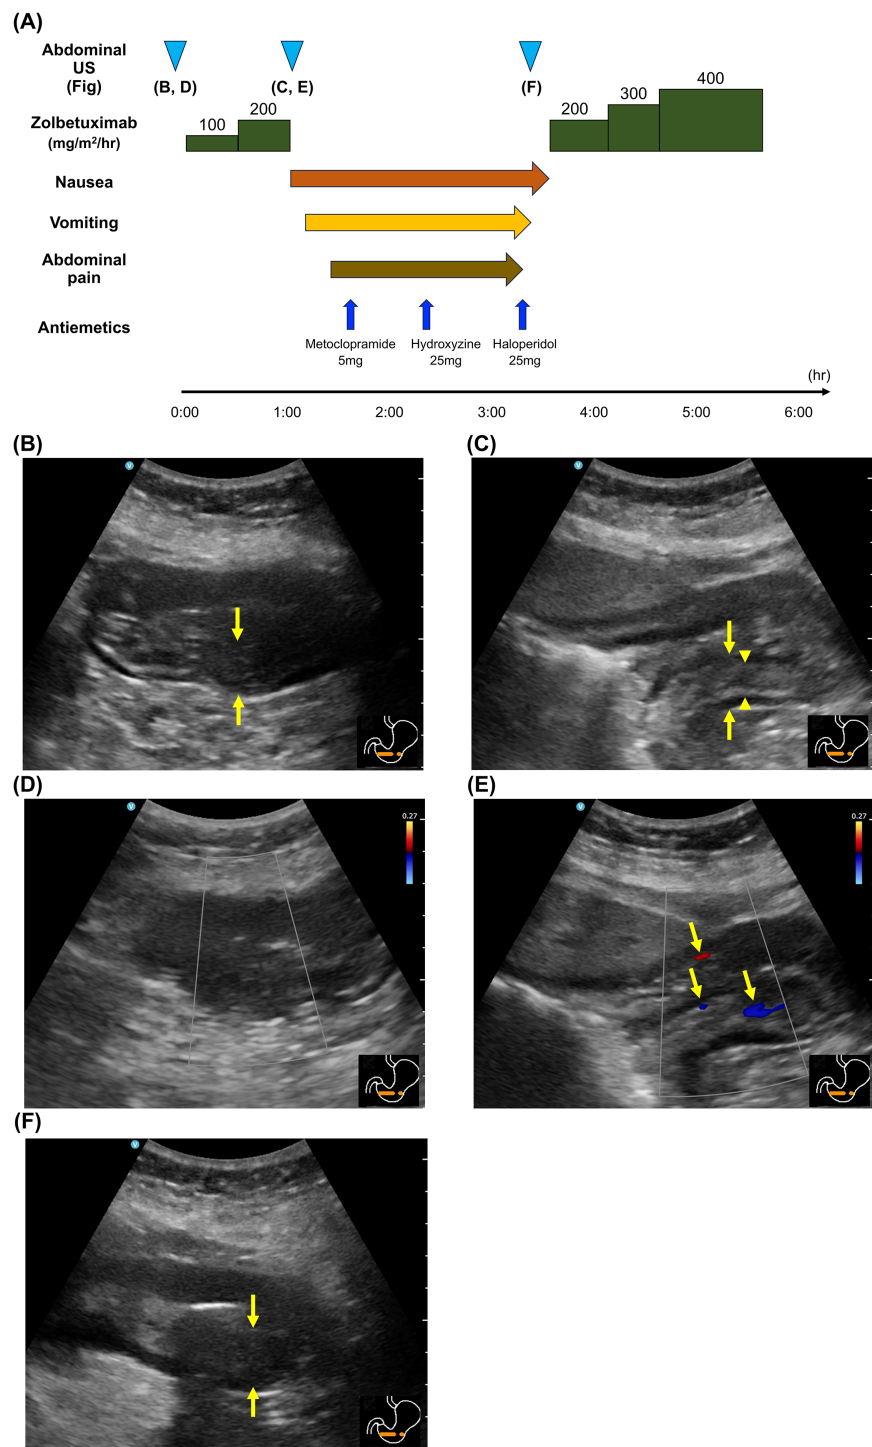 (A)
Abdominal
US
(Fig)
(B, D)
(C, E)
(F)
Zolbetuximab
(mg/m²/hr)
100
200
200
300
400
Nausea
Vomiting
Abdominal
pain
Antiemetics
Metoclopramide
5mg
Hydroxyzine
25mg
Haloperidol
25mg
(hr)
0:00 1:00 2:00 3:00 4:00 5:00 6:00
(B)
(C)
V
V
(D)
(E)
V
0.27
V
0.27
(F)
V